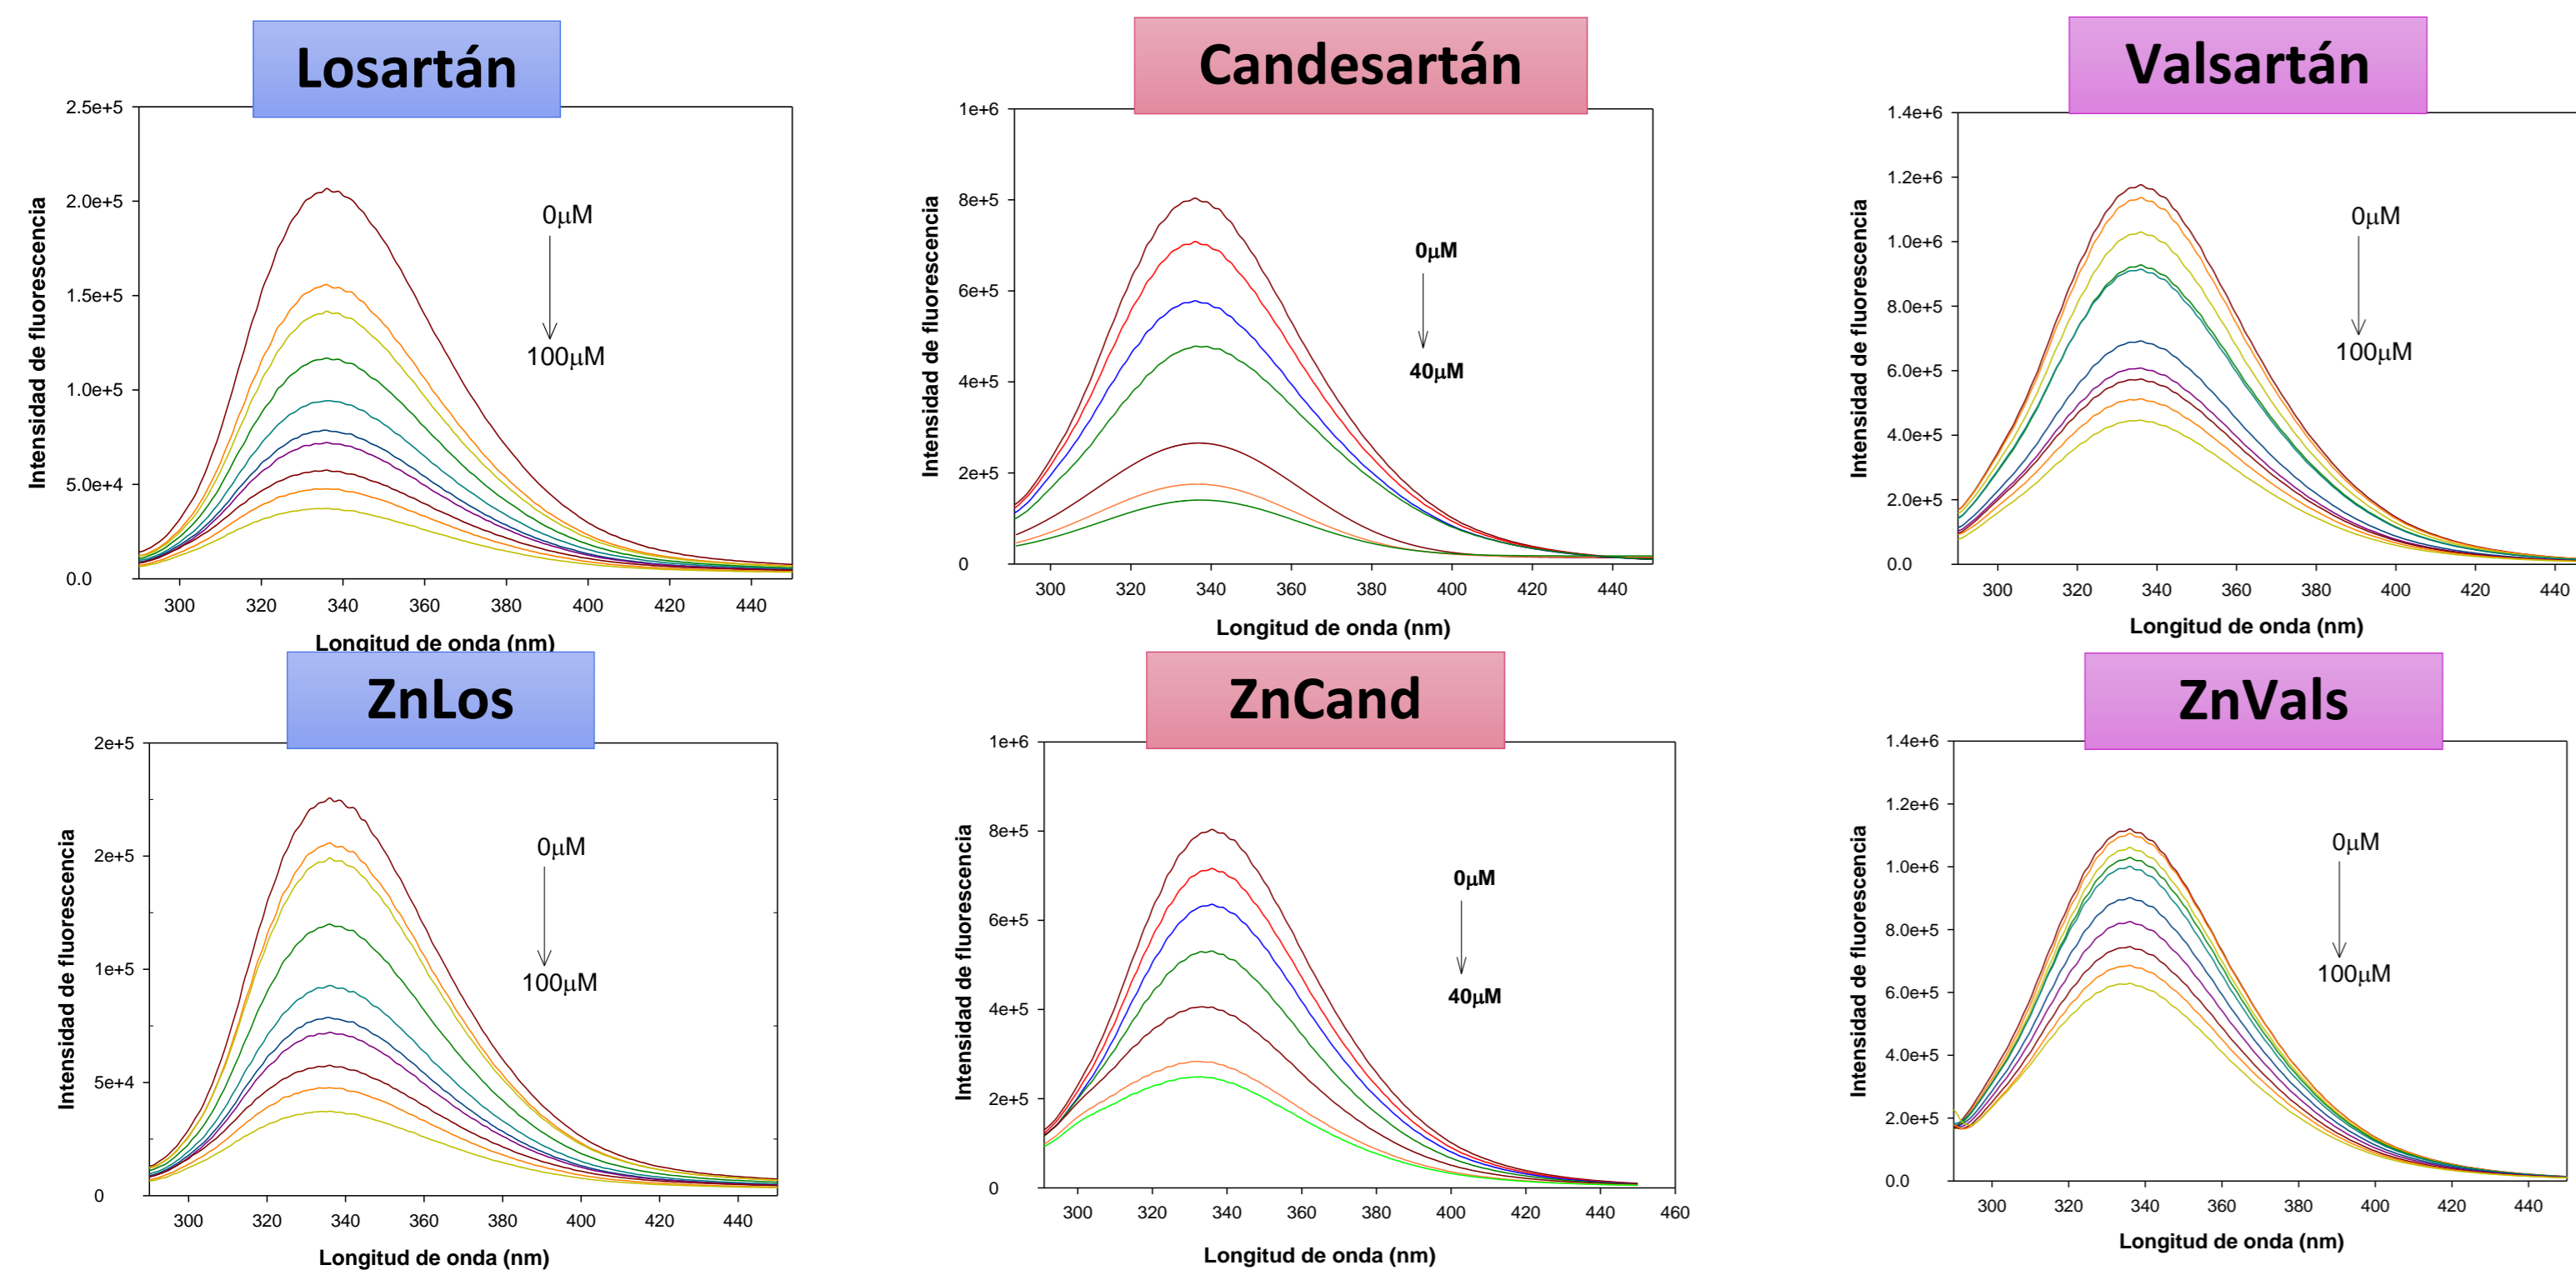 Losartán
2.5e+5
2.0e+5
1.5e+5
1.0e+5
5.0e+4
0.0
Intensidad de fluorescencia
0μM
100μM
300 320 340 360 380 400 420 440
Longitud de onda (nm)
Candesartán
1e+6
8e+5
6e+5
4e+5
2e+5
0
Intensidad de fluorescencia
0μM
40μM
300 320 340 360 380 400 420 440
Longitud de onda (nm)
Valsartán
1.4e+6
1.2e+6
1.0e+6
8.0e+5
6.0e+5
4.0e+5
2.0e+5
0.0
Intensidad de fluorescencia
0μM
100μM
300 320 340 360 380 400 420 440
Longitud de onda (nm)
ZnLos
2e+5
2e+5
1e+5
5e+4
0
Intensidad de fluorescencia
0μM
100μM
300 320 340 360 380 400 420 440
Longitud de onda (nm)
ZnCand
1e+6
8e+5
6e+5
4e+5
2e+5
0
Intensidad de fluorescencia
0μM
40μM
300 320 340 360 380 400 420 440 460
Longitud de onda (nm)
ZnVals
1.4e+6
1.2e+6
1.0e+6
8.0e+5
6.0e+5
4.0e+5
2.0e+5
0.0
Intensidad de fluorescencia
0μM
100μM
300 320 340 360 380 400 420 440
Longitud de onda (nm)